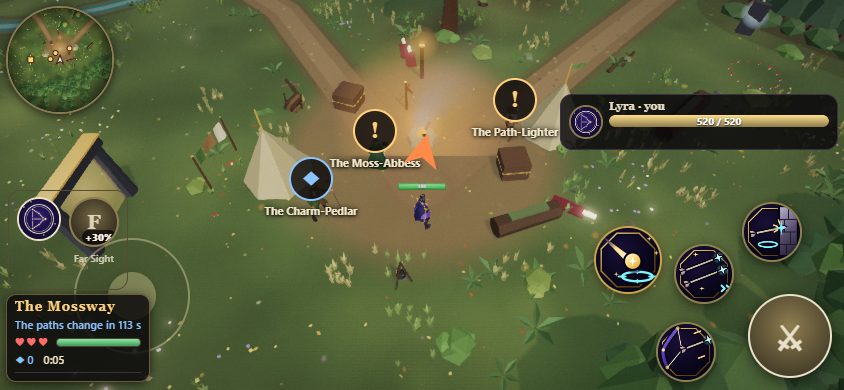 !
!
The Path-Lighter
The Moss-Abbess
The Charm-Pedlar
Lyra - you
520 / 520
F
+30%
Far Sight
The Mossway
The paths change in 113 s
0 0:05